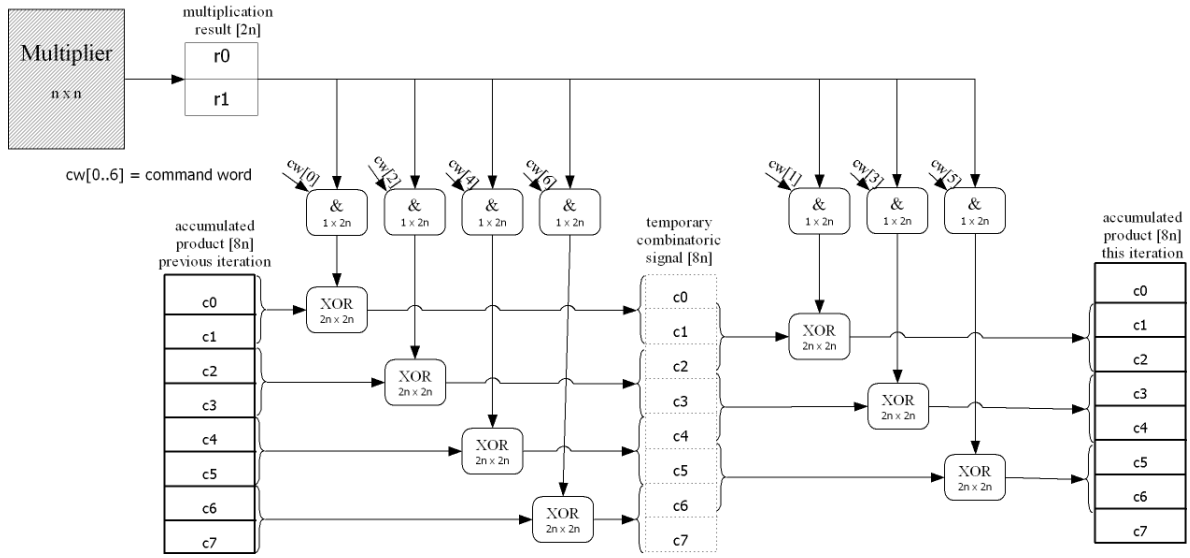 Multiplier
n x n
multiplication
result [2n]
r0
r1
cw[0..6] = command word
cw[0]
cw[2]
cw[4]
cw[6]
cw[1]
cw[3]
cw[5]
&
1 x 2n
&
1 x 2n
&
1 x 2n
&
1 x 2n
&
1 x 2n
&
1 x 2n
&
1 x 2n
accumulated
product [8n]
previous iteration
c0
c1
c2
c3
c4
c5
c6
c7
XOR
2n x 2n
XOR
2n x 2n
XOR
2n x 2n
XOR
2n x 2n
temporary
combinatoric
signal [8n]
c0
c1
c2
c3
c4
c5
c6
c7
XOR
2n x 2n
XOR
2n x 2n
XOR
2n x 2n
accumulated
product [8n]
this iteration
c0
c1
c2
c3
c4
c5
c6
c7